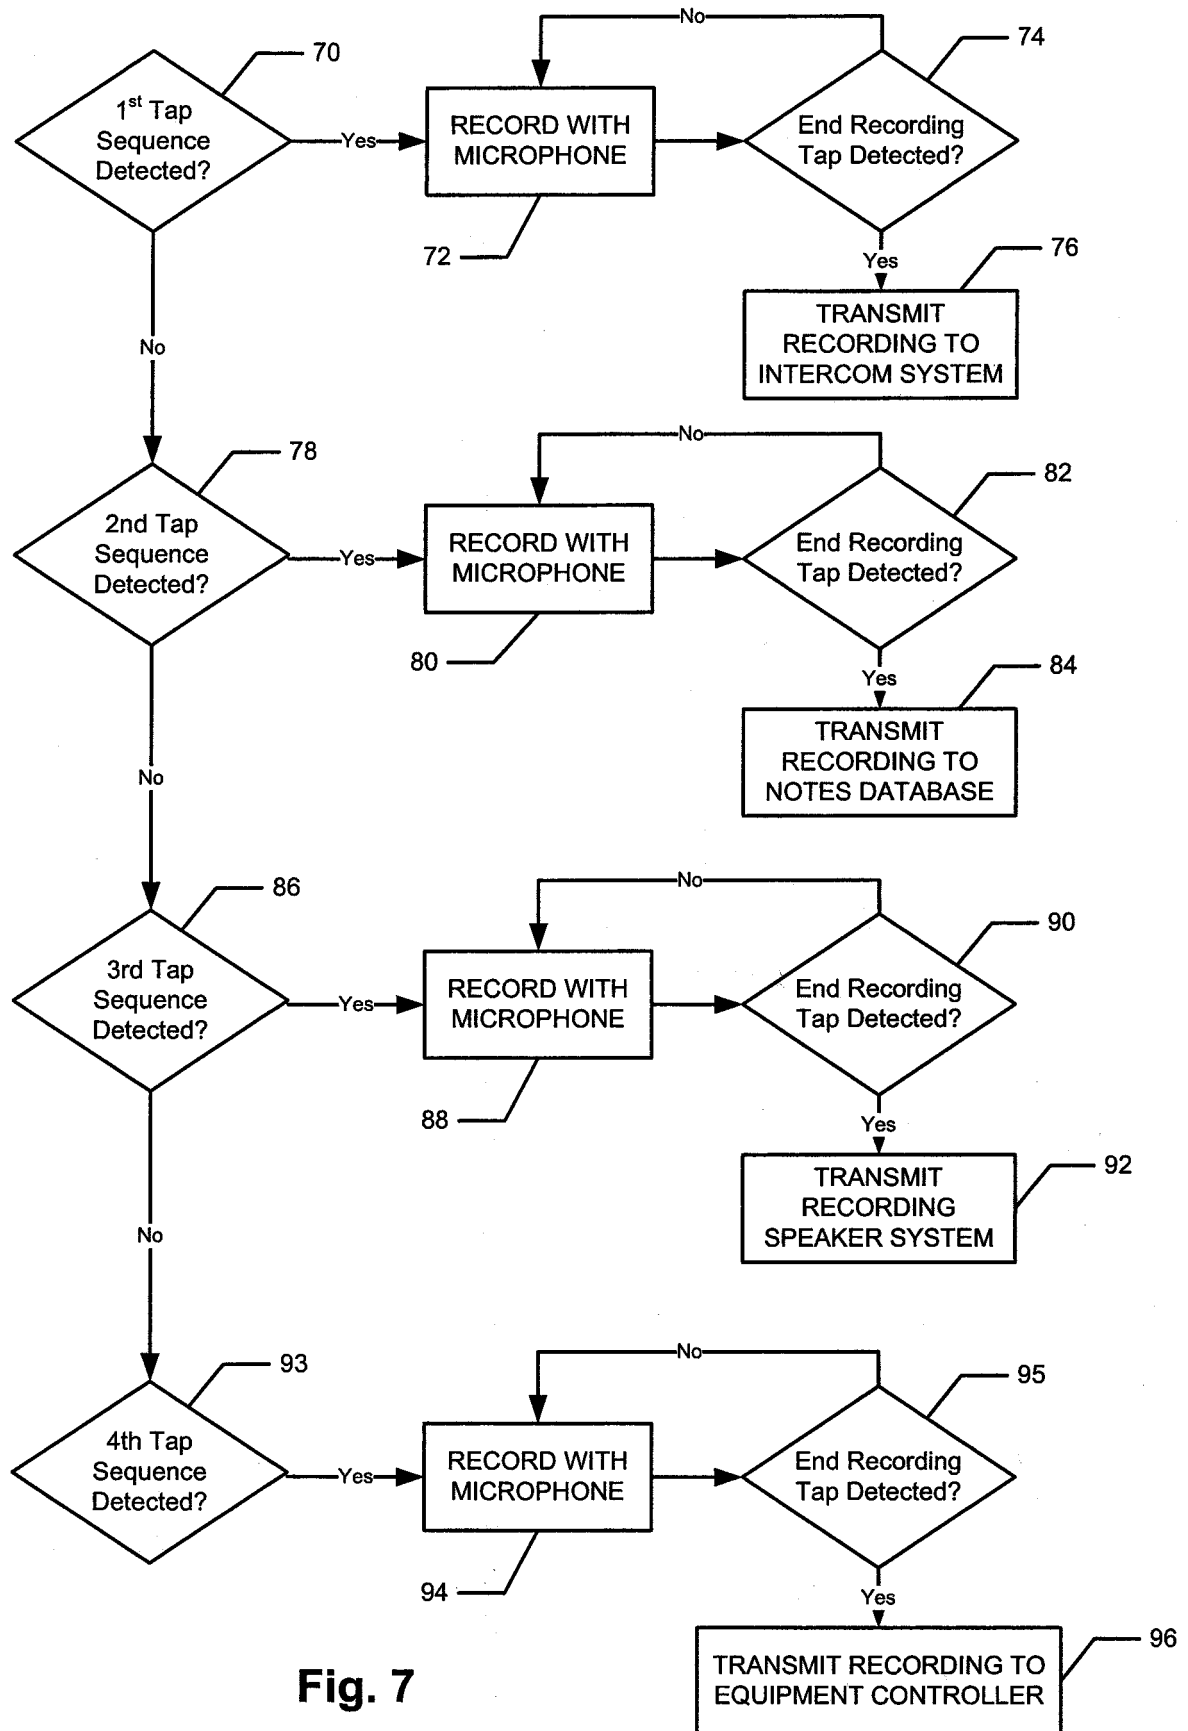 No
70
74
1st Tap
Sequence
Detected?
Yes
RECORD WITH
MICROPHONE
End Recording
Tap Detected?
72
Yes
76
TRANSMIT
RECORDING TO
INTERCOM SYSTEM
No
No
78
82
2nd Tap
Sequence
Detected?
Yes
RECORD WITH
MICROPHONE
End Recording
Tap Detected?
80
Yes
84
TRANSMIT
RECORDING TO
NOTES DATABASE
No
No
86
90
3rd Tap
Sequence
Detected?
Yes
RECORD WITH
MICROPHONE
End Recording
Tap Detected?
88
Yes
92
TRANSMIT
RECORDING
SPEAKER SYSTEM
No
No
93
95
4th Tap
Sequence
Detected?
Yes
RECORD WITH
MICROPHONE
End Recording
Tap Detected?
94
Yes
96
TRANSMIT RECORDING TO
EQUIPMENT CONTROLLER
Fig. 7